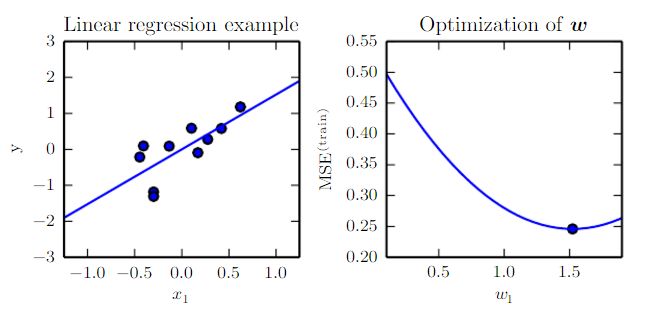 Linear regression example
3
2
1
0
−1
−2
−3
y
−1.0 −0.5 0.0 0.5 1.0
x₁
Optimization of w
0.55
0.50
0.45
0.40
0.35
0.30
0.25
0.20
MSE(train)
0.5 1.0 1.5
w₁